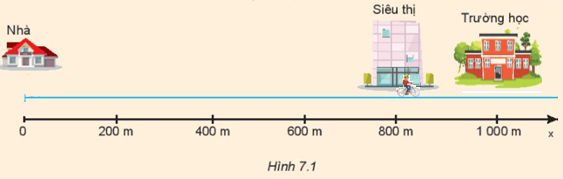 Nhà
Siêu thị
Trường học
0 200 m 400 m 600 m 800 m 1 000 m x
Hình 7.1